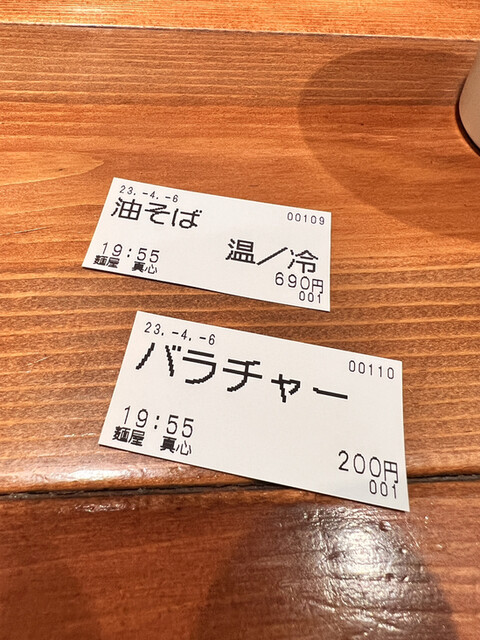 23.-4.-6 00109
油そば
温/冷
19:55 690円
麺屋 真心 001
23.-4.-6 00110
バラチャー
19:55 200円
麺屋 真心 001